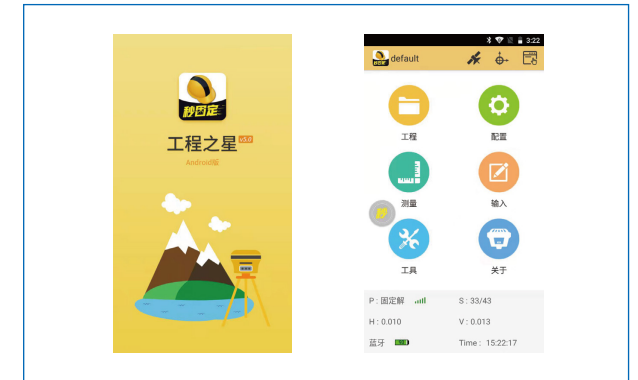 秒固定
工程之星 V5.0
Android版
3:22
default
工程
配置
测量
输入
秒
工具
关于
P : 固定解
S : 33/43
H : 0.010
V : 0.013
蓝牙
Time : 15:22:17